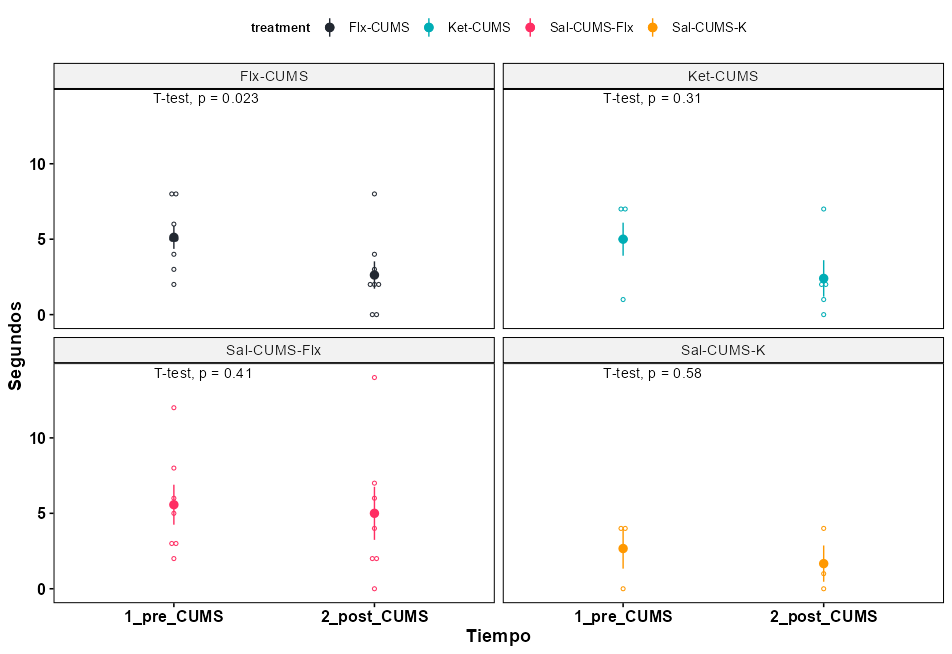 treatment Flx-CUMS Ket-CUMS Sal-CUMS-Flx Sal-CUMS-K
Flx-CUMS
Ket-CUMS
T-test, p = 0.023
T-test, p = 0.31
10
5
0
Sal-CUMS-Flx
Sal-CUMS-K
T-test, p = 0.41
T-test, p = 0.58
10
5
0
Segundos
1_pre_CUMS 2_post_CUMS
1_pre_CUMS 2_post_CUMS
Tiempo